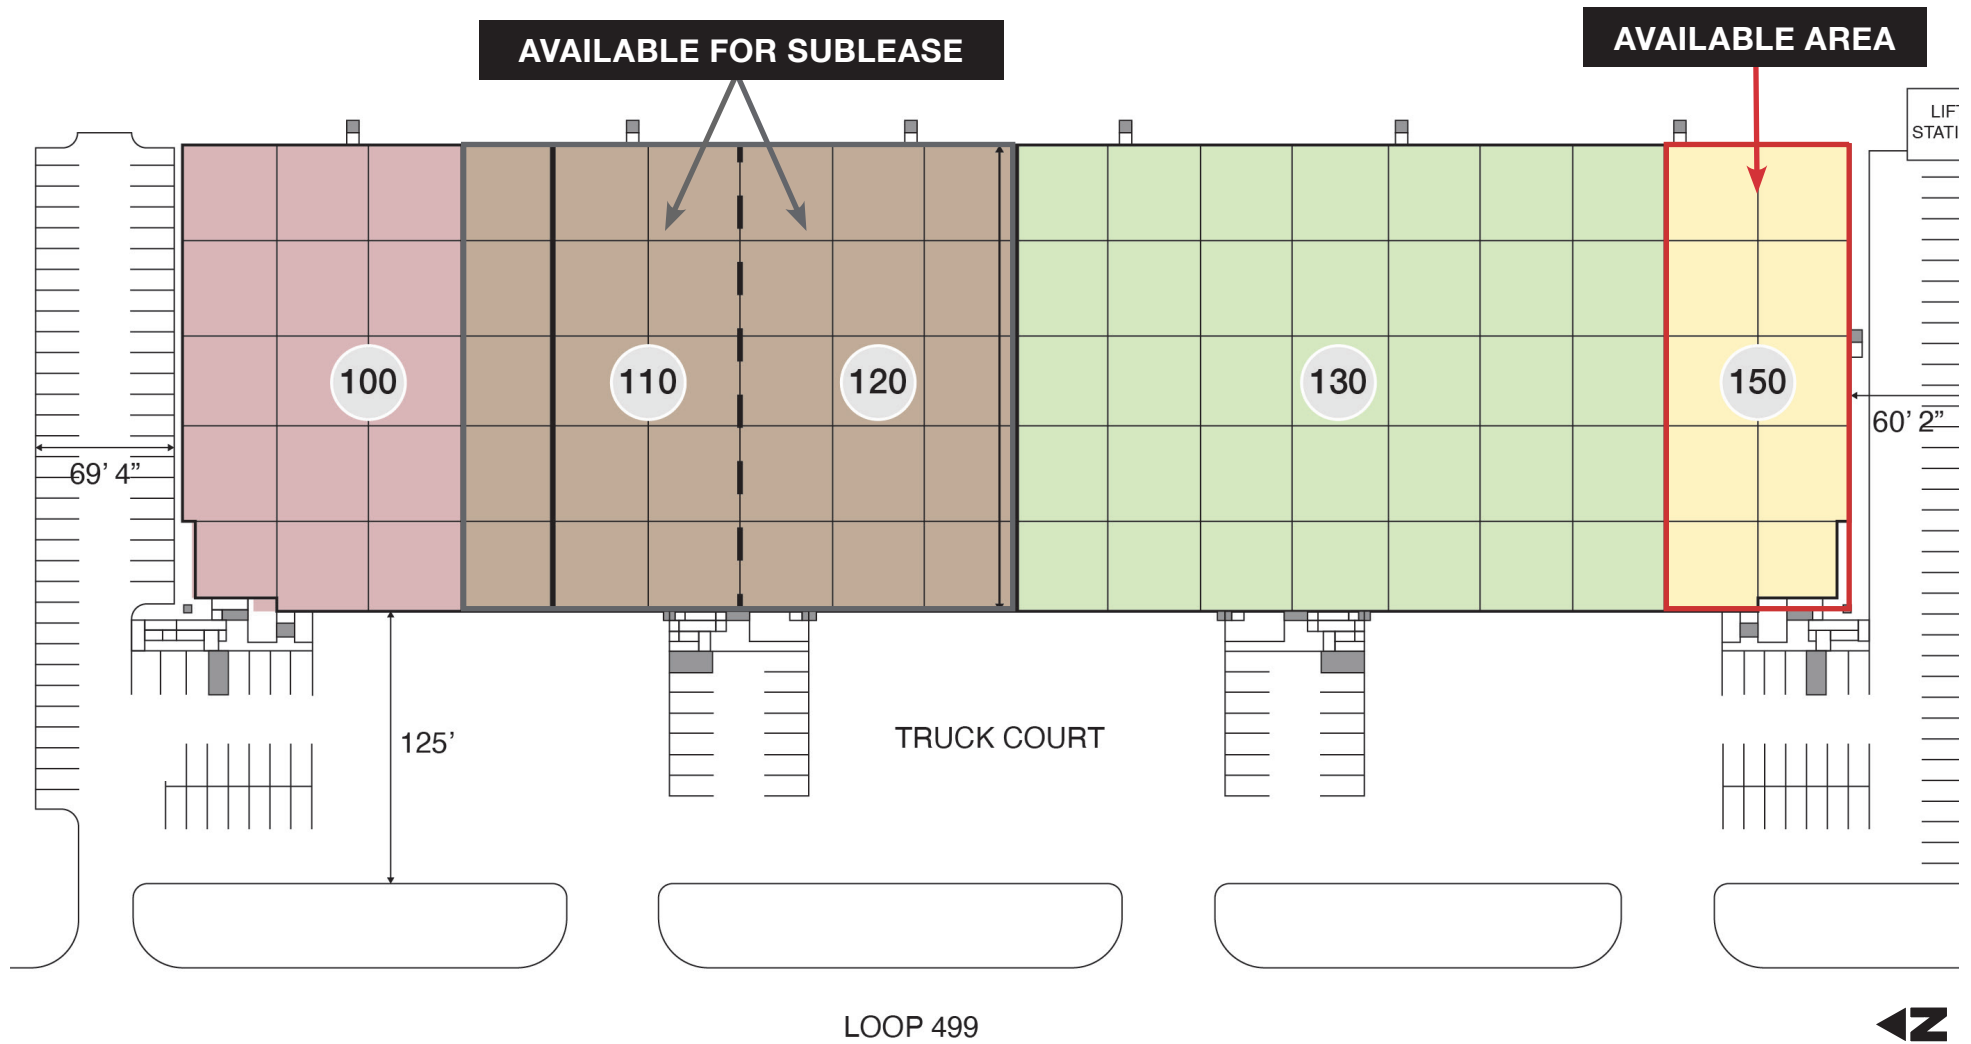 AVAILABLE FOR SUBLEASE
AVAILABLE AREA
100
110
120
130
150
69’ 4”
60’ 2”
125’
TRUCK COURT
LOOP 499
N